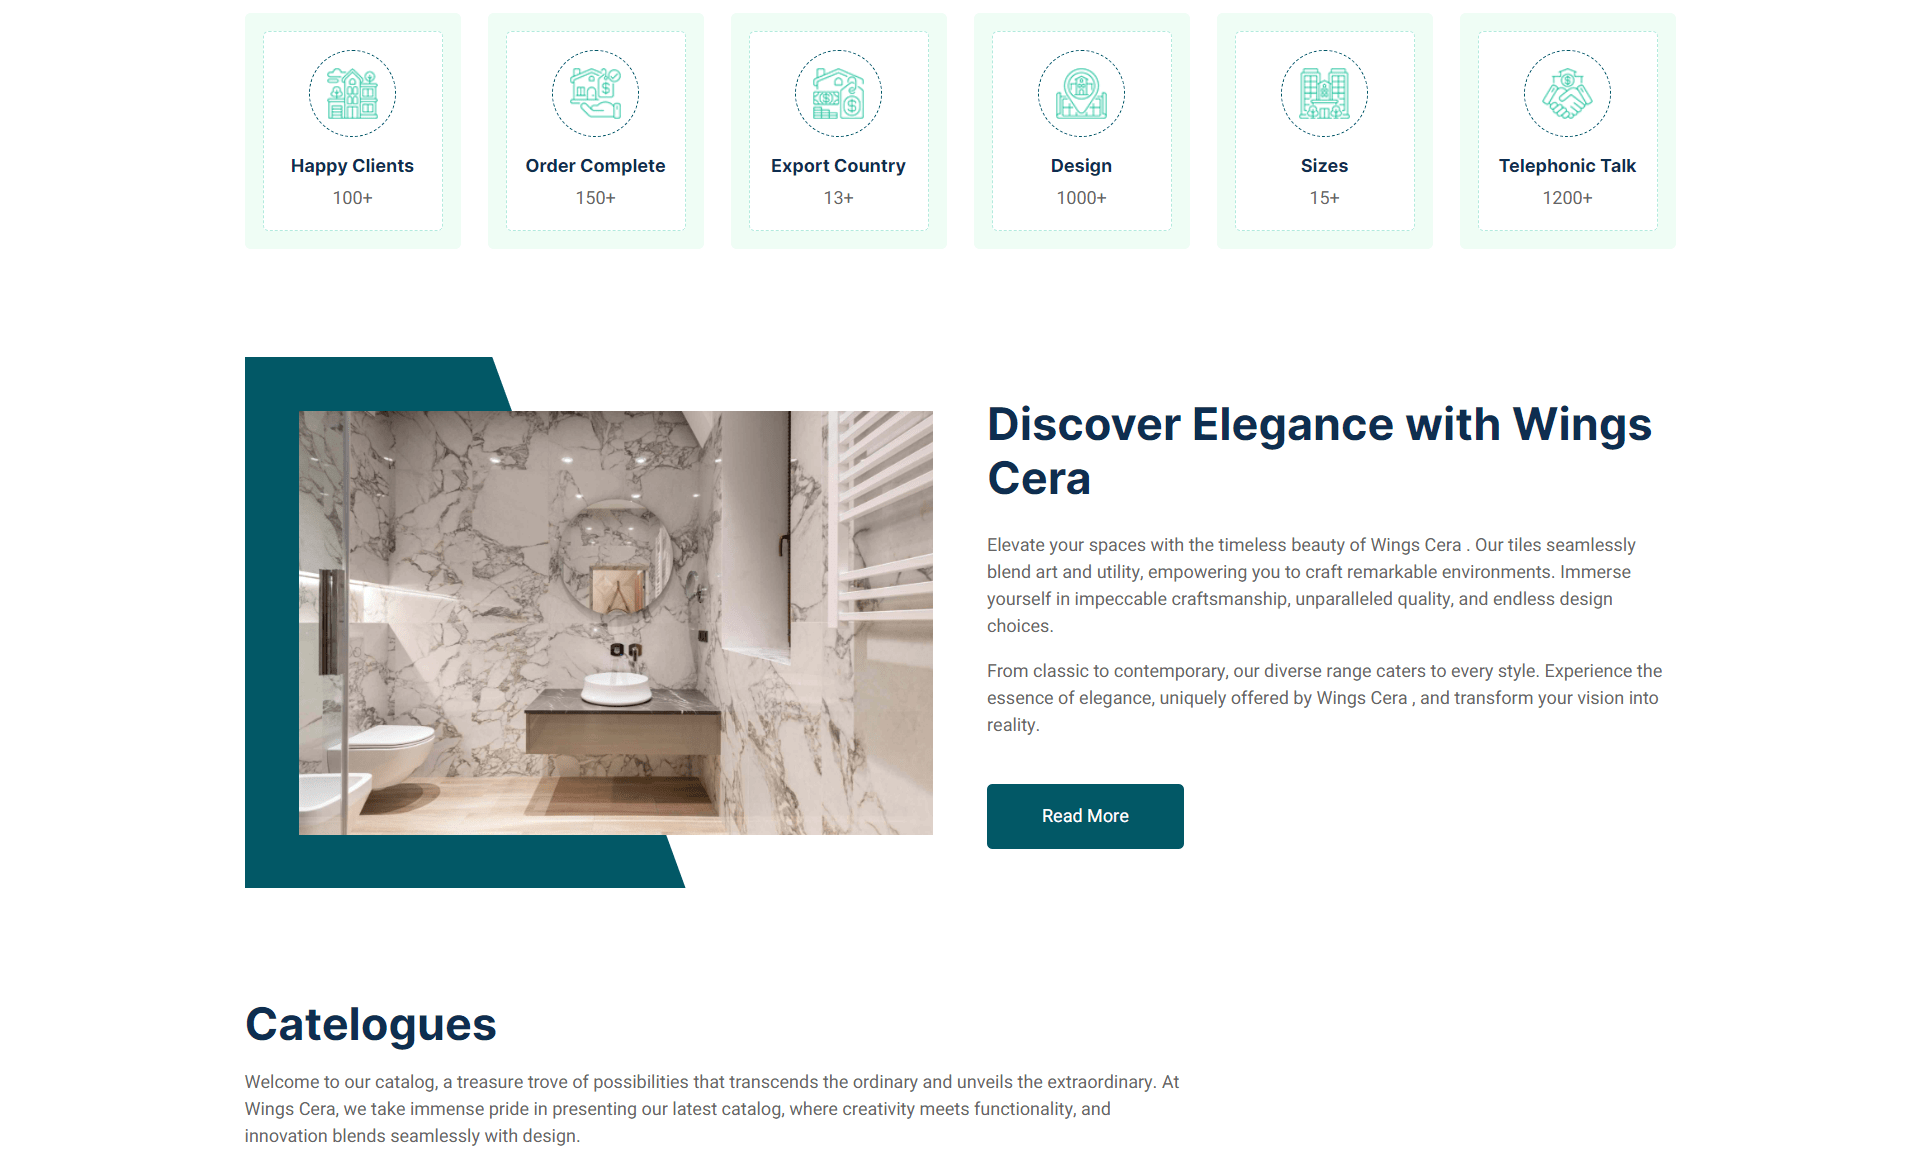 Happy Clients
100+
Order Complete
150+
Export Country
13+
Design
1000+
Sizes
15+
Telephonic Talk
1200+
Discover Elegance with Wings
Cera
Elevate your spaces with the timeless beauty of Wings Cera . Our tiles seamlessly
blend art and utility, empowering you to craft remarkable environments. Immerse
yourself in impeccable craftsmanship, unparalleled quality, and endless design
choices.
From classic to contemporary, our diverse range caters to every style. Experience the
essence of elegance, uniquely offered by Wings Cera , and transform your vision into
reality.
Read More
Catelogues
Welcome to our catalog, a treasure trove of possibilities that transcends the ordinary and unveils the extraordinary. At
Wings Cera, we take immense pride in presenting our latest catalog, where creativity meets functionality, and
innovation blends seamlessly with design.